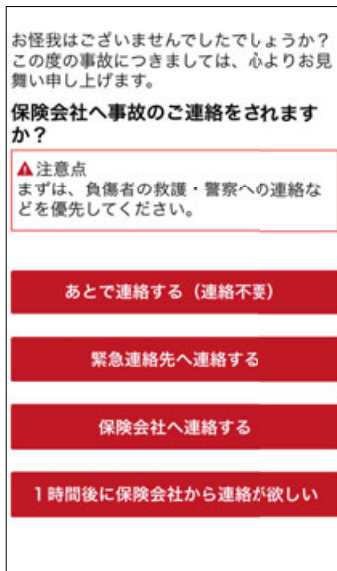 お怪我はございませんでしたでしょうか?
この度の事故につきましては、心よりお見
舞い申し上げます。
保険会社へ事故のご連絡をされます
か?
注意点
まずは、負傷者の救護・警察への連絡な
どを優先してください。
あとで連絡する（連絡不要）
緊急連絡先へ連絡する
保険会社へ連絡する
1時間後に保険会社から連絡が欲しい